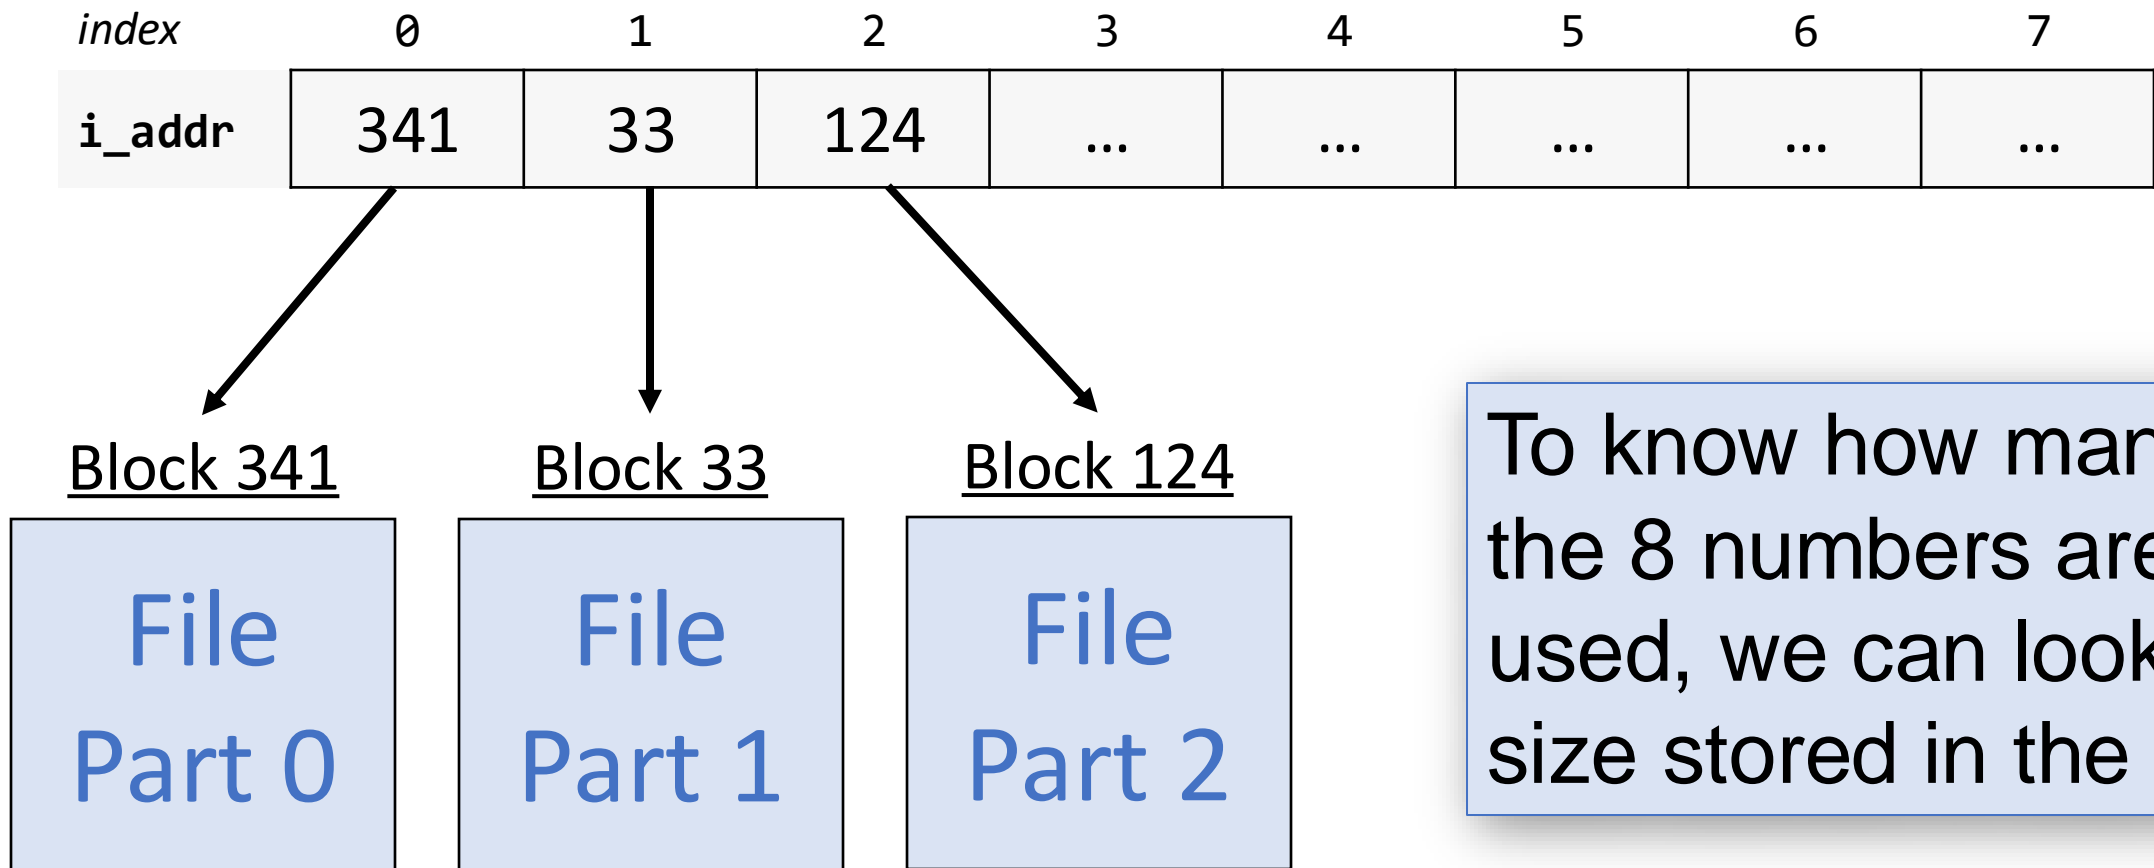 index 0 1 2 3 4 5 6 7
i_addr 341 33 124 ... ... ... ... ...
Block 341 Block 33 Block 124
File Part 0
File Part 1
File Part 2
To know how man
the 8 numbers are
used, we can look
size stored in the